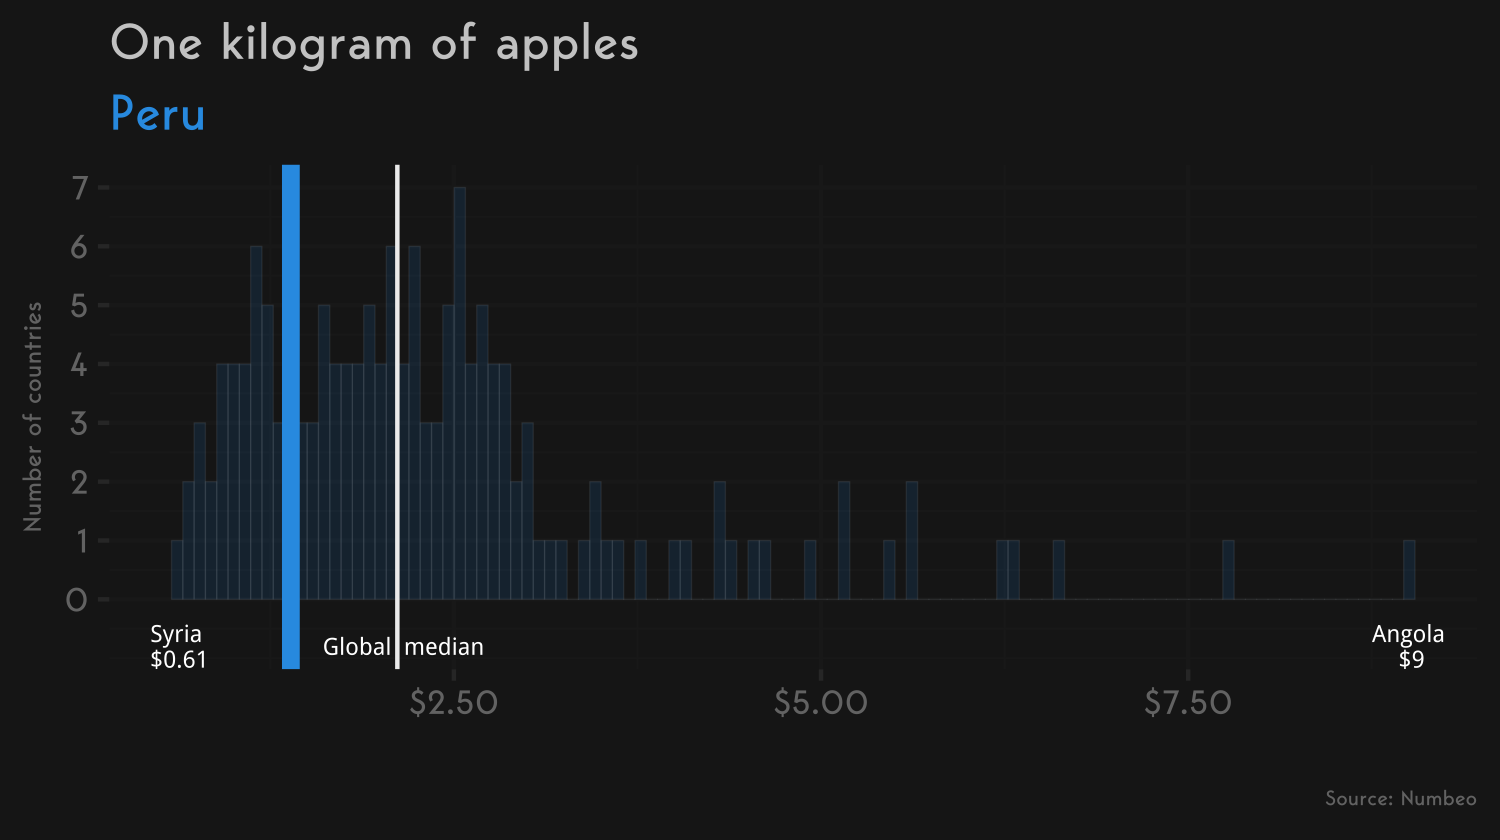 One kilogram of apples
Peru
Number of countries
7
6
5
4
3
2
1
0
Syria
$0.61
Global median
Angola
$9
$2.50
$5.00
$7.50
Source: Numbeo